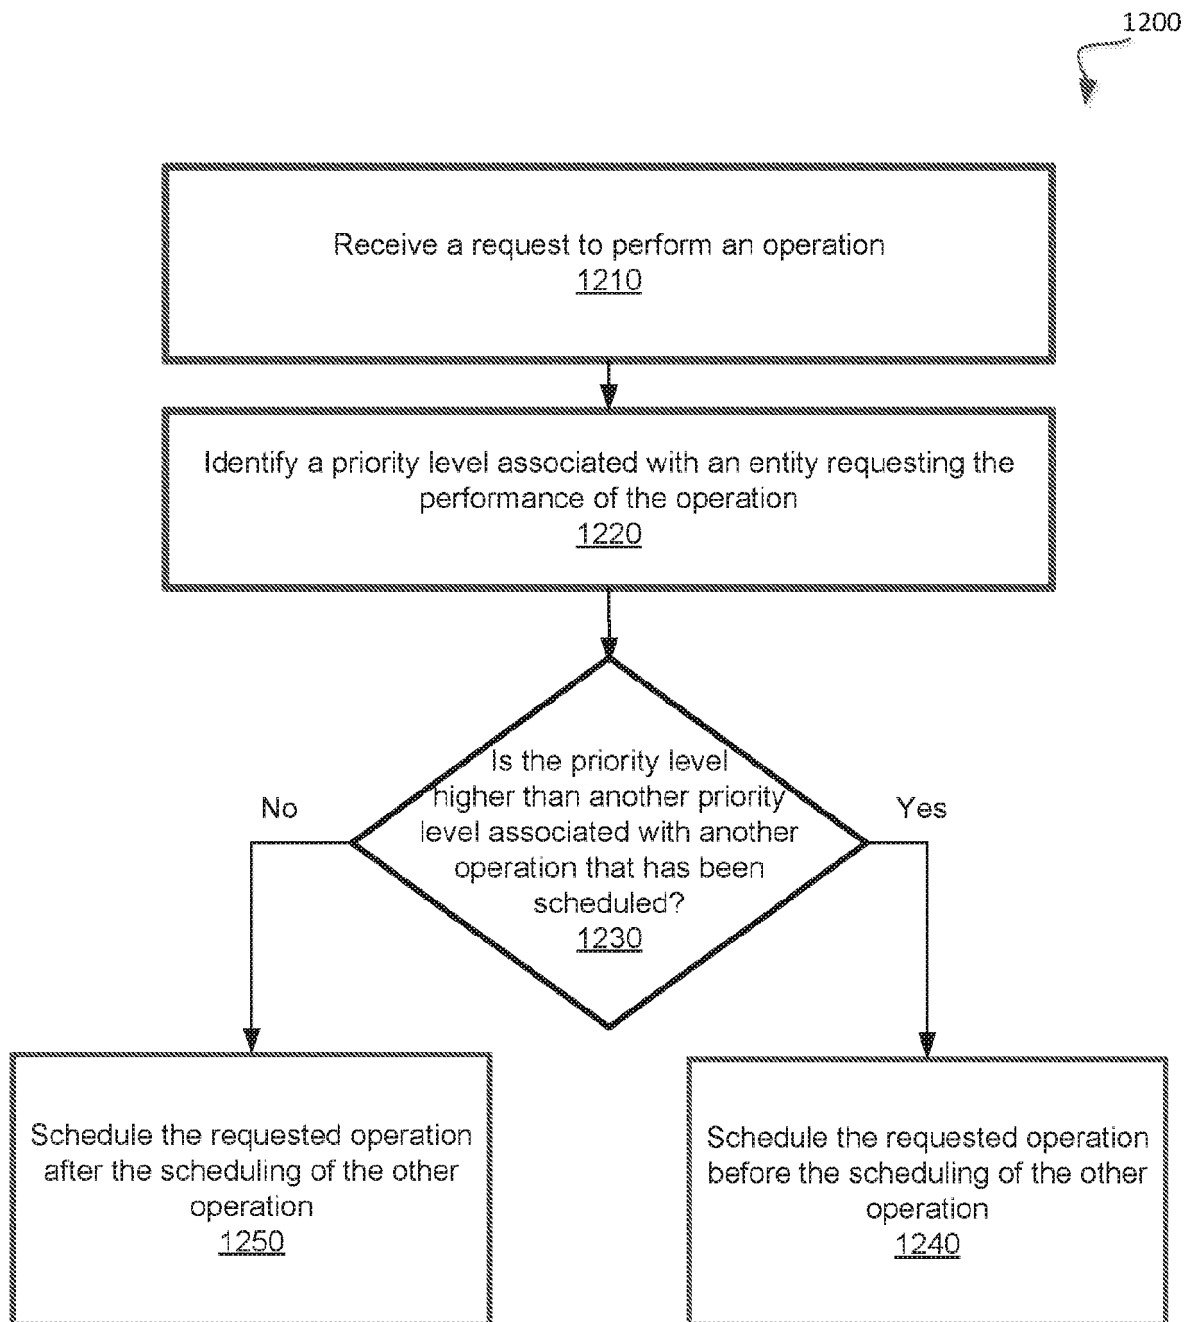 1200
Receive a request to perform an operation
1210
Identify a priority level associated with an entity requesting the
performance of the operation
1220
Is the priority level
higher than another priority
level associated with another
operation that has been
scheduled?
1230
No
Yes
Schedule the requested operation
after the scheduling of the other
operation
1250
Schedule the requested operation
before the scheduling of the other
operation
1240